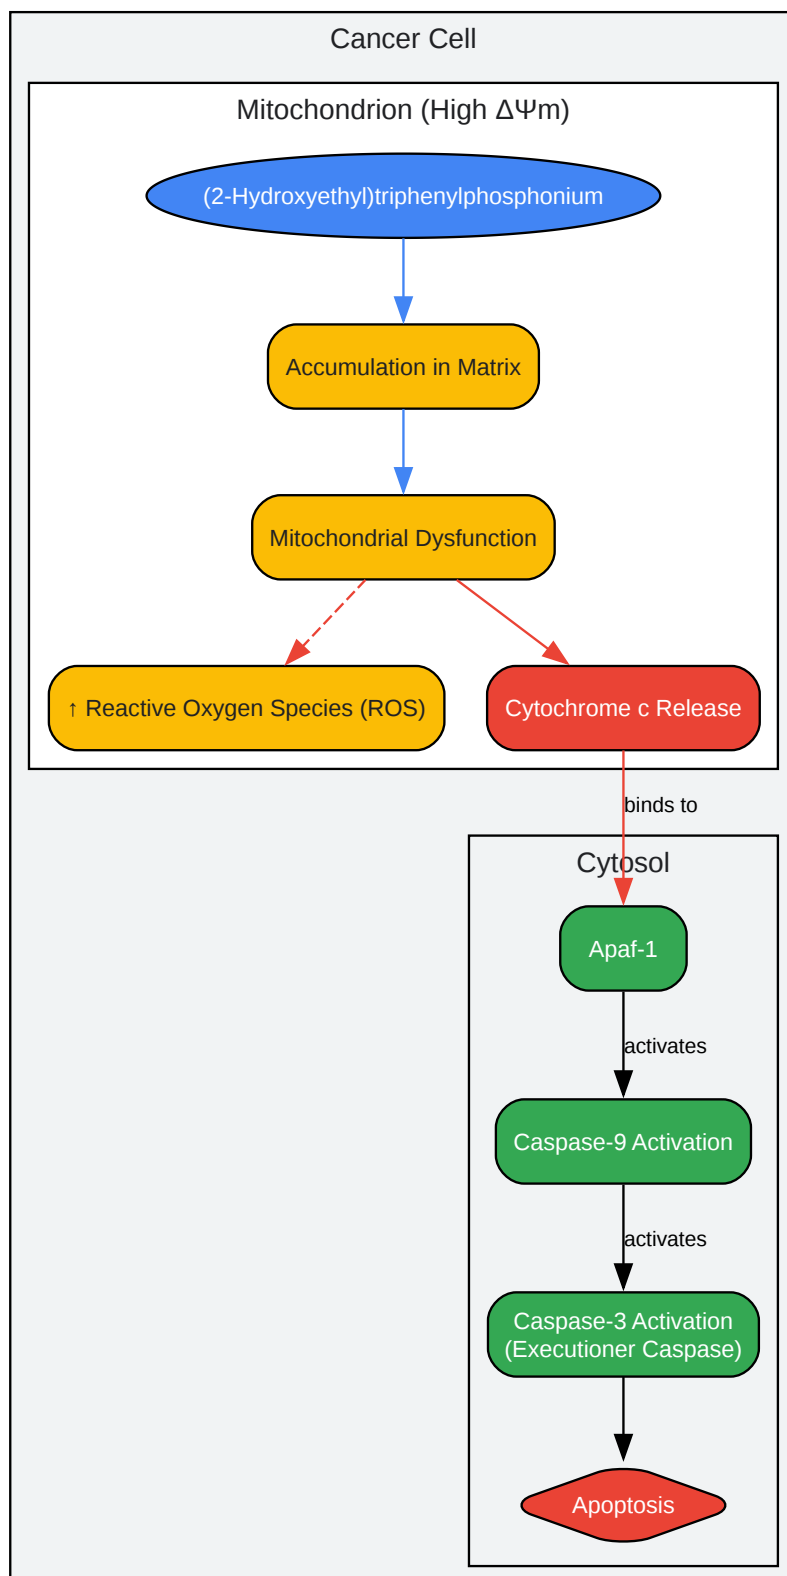 Cancer Cell
Mitochondrion (High ΔΨm)
(2-Hydroxyethyl)triphenylphosphonium
Accumulation in Matrix
Mitochondrial Dysfunction
↑ Reactive Oxygen Species (ROS)
Cytochrome c Release
binds to
Cytosol
Apaf-1
activates
Caspase-9 Activation
activates
Caspase-3 Activation
(Executioner Caspase)
Apoptosis